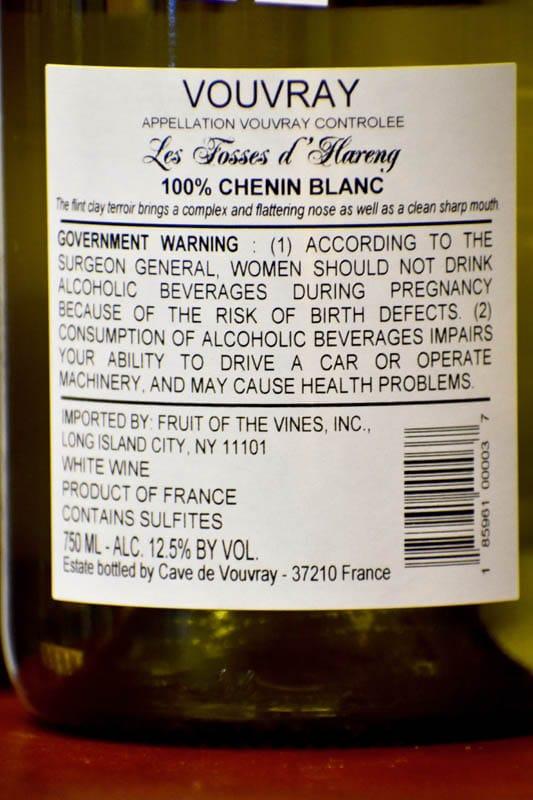 VOUVRAY
APPELLATION VOUVRAY CONTROLEE
Les Fosses d'Hareng
100% CHENIN BLANC
The flint clay terroir brings a complex and flattering nose as well as a clean sharp mouth
GOVERNMENT WARNING : (1) ACCORDING TO THE
SURGEON GENERAL, WOMEN SHOULD NOT DRINK
ALCOHOLIC BEVERAGES DURING PREGNANCY
BECAUSE OF THE RISK OF BIRTH DEFECTS. (2)
CONSUMPTION OF ALCOHOLIC BEVERAGES IMPAIRS
YOUR ABILITY TO DRIVE A CAR OR OPERATE
MACHINERY, AND MAY CAUSE HEALTH PROBLEMS.
IMPORTED BY: FRUIT OF THE VINES, INC.,
LONG ISLAND CITY, NY 11101
WHITE WINE
PRODUCT OF FRANCE
CONTAINS SULFITES
750 ML - ALC. 12.5% BY VOL.
Estate bottled by Cave de Vouvray - 37210 France
1 85961 00003 7